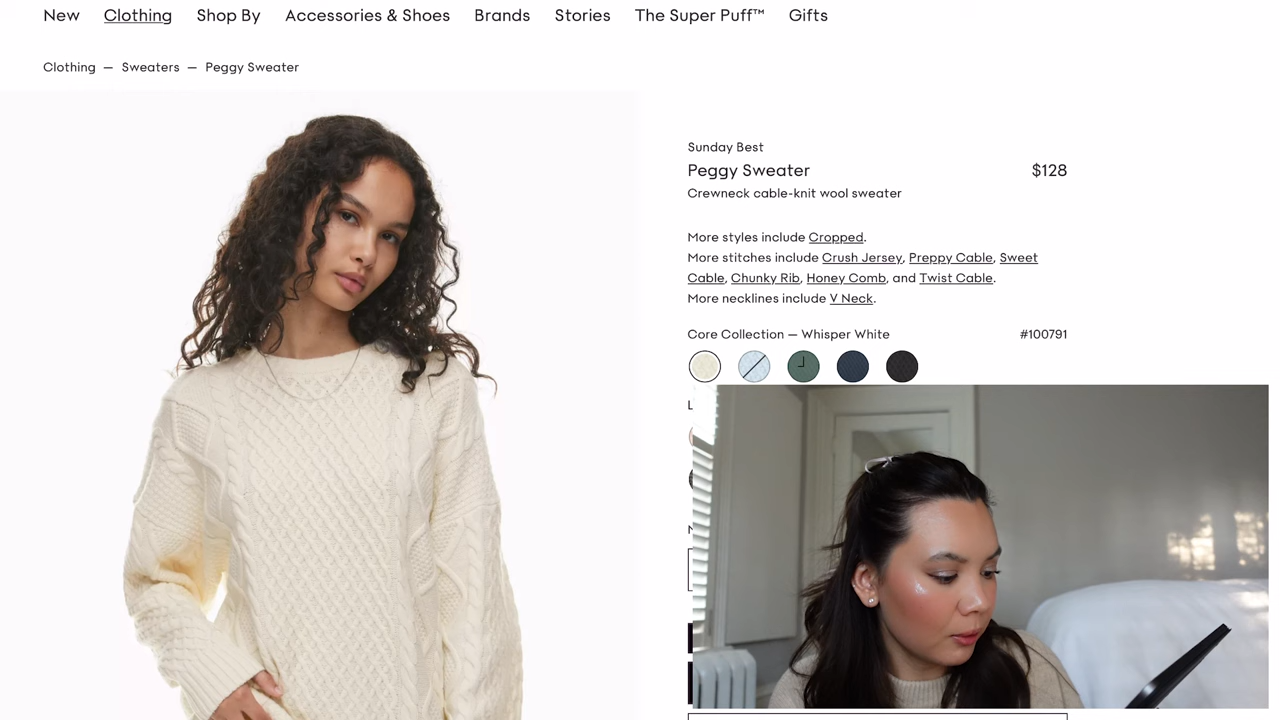 New Clothing Shop By Accessories & Shoes Brands Stories The Super Puff™ Gifts
Clothing — Sweaters — Peggy Sweater
Sunday Best
Peggy Sweater $128
Crewneck cable-knit wool sweater
More styles include Cropped.
More stitches include Crush Jersey, Preppy Cable, Sweet
Cable, Chunky Rib, Honey Comb, and Twist Cable.
More necklines include V Neck.
Core Collection — Whisper White #100791